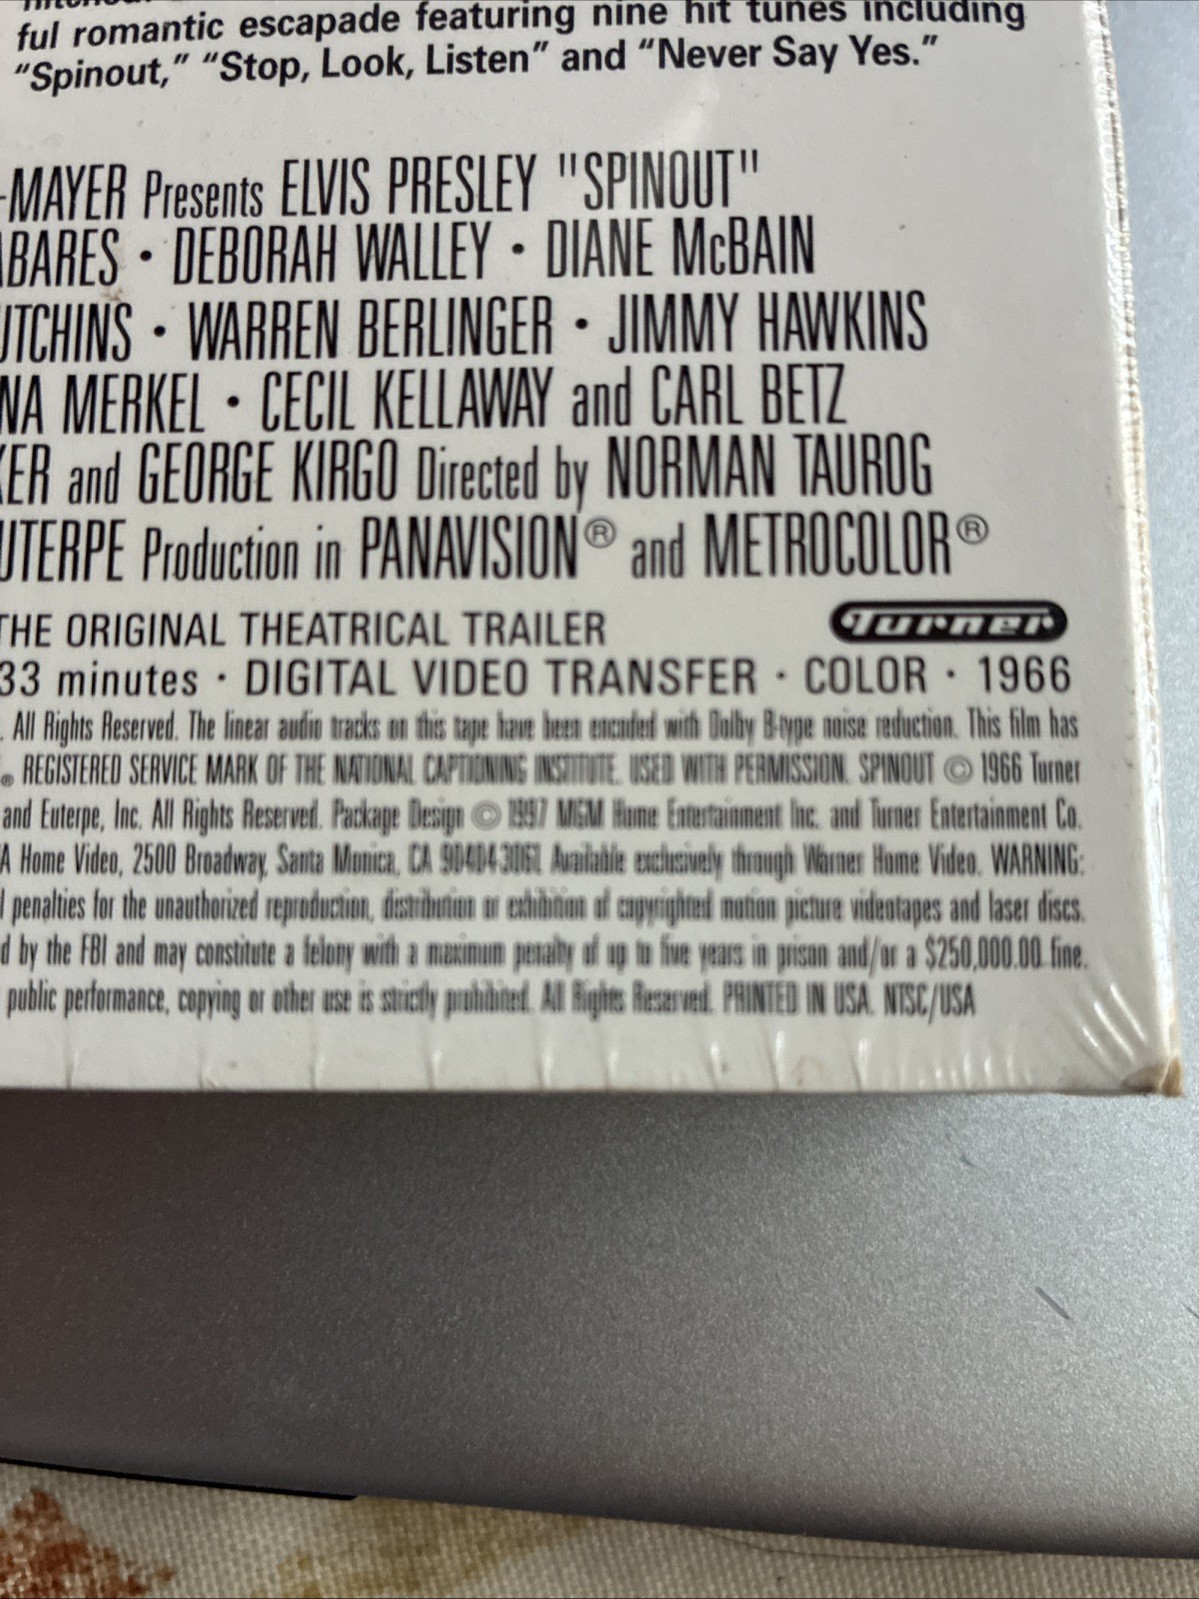 ful romantic escapade featuring nine hit tunes including
“Spinout,” “Stop, Look, Listen” and “Never Say Yes.”
-MAYER Presents ELVIS PRESLEY "SPINOUT"
BARES • DEBORAH WALLEY • DIANE McBAIN
UTCHINS • WARREN BERLINGER • JIMMY HAWKINS
NA MERKEL • CECIL KELLAWAY and CARL BETZ
KER and GEORGE KIRGO Directed by NORMAN TAUROG
UTERPE Production in PANAVISION® and METROCOLOR®
THE ORIGINAL THEATRICAL TRAILER
Turner
33 minutes • DIGITAL VIDEO TRANSFER • COLOR • 1966
. All Rights Reserved. The linear audio tracks on this tape have been encoded with Dolby B-type noise reduction. This film has
® REGISTERED SERVICE MARK OF THE NATIONAL CAPTIONING INSTITUTE. USED WITH PERMISSION. SPINOUT © 1966 Turner
and Euterpe, Inc. All Rights Reserved. Package Design © 1997 MGM Home Entertainment Inc. and Turner Entertainment Co.
A Home Video, 2500 Broadway, Santa Monica, CA 90404-3061. Available exclusively through Warner Home Video. WARNING:
l penalties for the unauthorized reproduction, distribution or exhibition of copyrighted motion picture videotapes and laser discs.
d by the FBI and may constitute a felony with a maximum penalty of up to five years in prison and/or a $250,000.00 fine.
public performance, copying or other use is strictly prohibited. All Rights Reserved. PRINTED IN USA. NTSC/USA